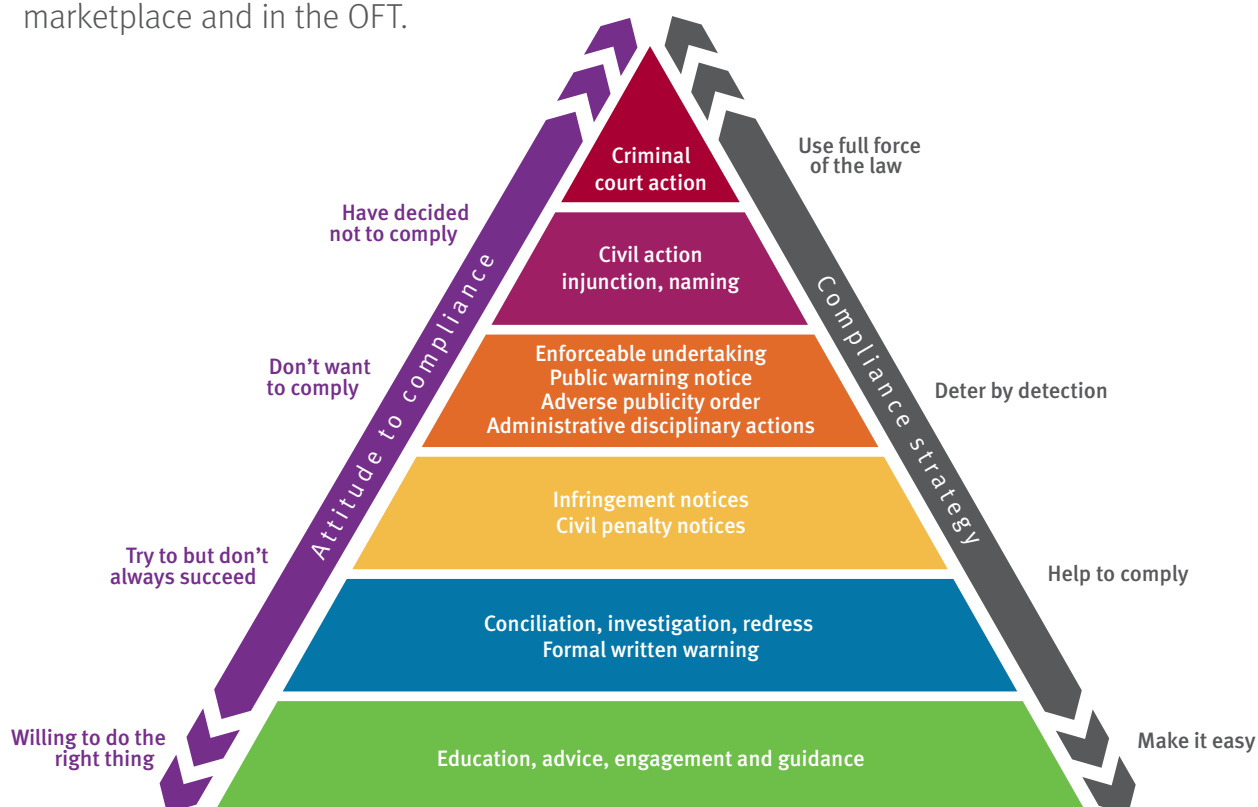 marketplace and in the OFT.
Criminal
court action
Civil action
injunction, naming
Enforceable undertaking
Public warning notice
Adverse publicity order
Administrative disciplinary actions
Infringement notices
Civil penalty notices
Conciliation, investigation, redress
Formal written warning
Education, advice, engagement and guidance
Attitude to compliance
Have decided
not to comply
Don’t want
to comply
Try to but don’t
always succeed
Willing to do the
right thing
Compliance strategy
Use full force
of the law
Deter by detection
Help to comply
Make it easy